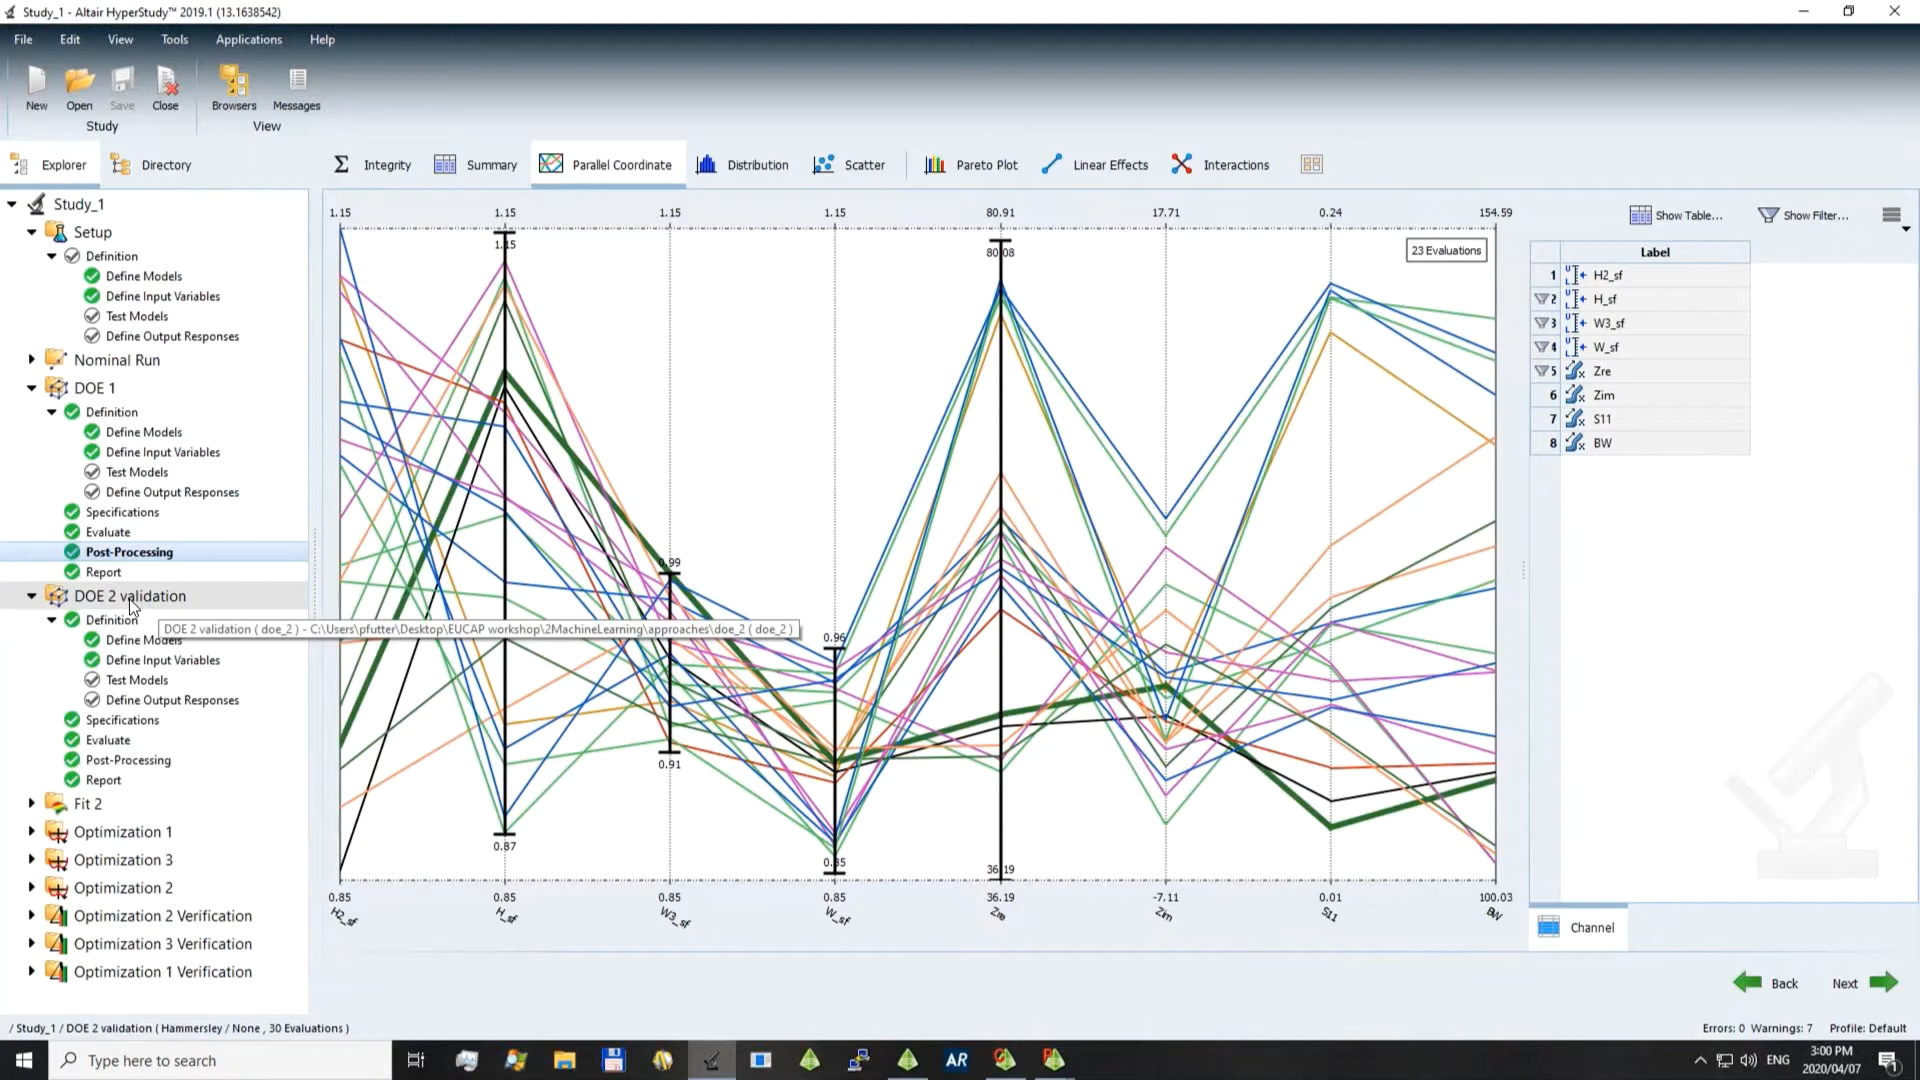 Study_1 - Altair HyperStudy™ 2019.1 (13.1638542)
File Edit View Tools Applications Help
New Open Save Close Browsers Messages
Study View
Explorer Directory
Integrity Summary Parallel Coordinate Distribution Scatter Pareto Plot Linear Effects Interactions
Study_1
Setup
Definition
Define Models
Define Input Variables
Test Models
Define Output Responses
Nominal Run
DOE 1
Definition
Define Models
Define Input Variables
Test Models
Define Output Responses
Specifications
Evaluate
Post-Processing
Report
DOE 2 validation
Definition
DOE 2 validation ( doe_2 ) - C:\Users\pfutter\Desktop\EUCAP workshop\2MachineLearning\approaches\doe_2 ( doe_2 )
Define Models
Define Input Variables
Test Models
Define Output Responses
Specifications
Evaluate
Post-Processing
Report
Fit 2
Optimization 1
Optimization 3
Optimization 2
Optimization 2 Verification
Optimization 3 Verification
Optimization 1 Verification
1.15 1.15 1.15 1.15 80.91 17.71 0.24 154.59
1.15
80.08
23 Evaluations
0.99
0.96
0.91
0.87
0.85
36.19
0.85 0.85 0.85 0.85 36.19 -7.11 0.01 100.03
H2_sf H_sf W3_sf W_sf Zre Zim S11 BW
Show Table... Show Filter...
Label
1 H2_sf
2 H_sf
3 W3_sf
4 W_sf
5 Zre
6 Zim
7 S11
8 BW
Channel
Back Next
/ Study_1 / DOE 2 validation ( Hammersley / None , 30 Evaluations )
Errors: 0 Warnings: 7 Profile: Default
Type here to search
AR
ENG
3:00 PM
2020/04/07
1